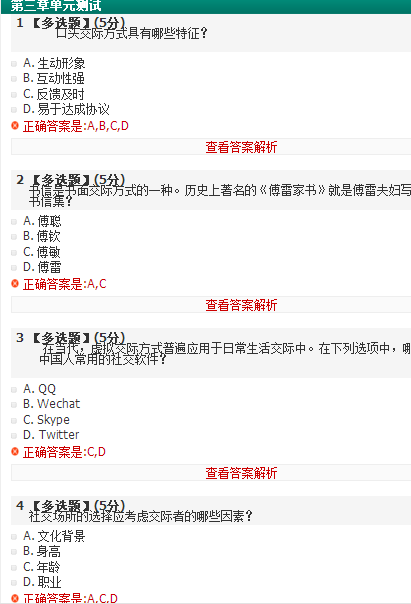 第三章单元测试
1 【多选题】(5分)
口头交际方式具有哪些特征?
A. 生动形象
B. 互动性强
C. 反馈及时
D. 易于达成协议
正确答案是:A,B,C,D
查看答案解析
2 【多选题】(5分)
书信是书面交际方式的一种。历史上著名的《傅雷家书》就是傅雷夫妇写
书信集?
A. 傅聪
B. 傅钦
C. 傅敏
D. 傅雷
正确答案是:A,C
查看答案解析
3 【多选题】(5分)
在当代，虚拟交际方式普遍应用于日常生活交际中。在下列选项中，哪
中国人常用的社交软件?
A. QQ
B. Wechat
C. Skype
D. Twitter
正确答案是:C,D
查看答案解析
4 【多选题】(5分)
社交场所的选择应考虑交际者的哪些因素?
A. 文化背景
B. 身高
C. 年龄
D. 职业
正确答案是:A,C,D